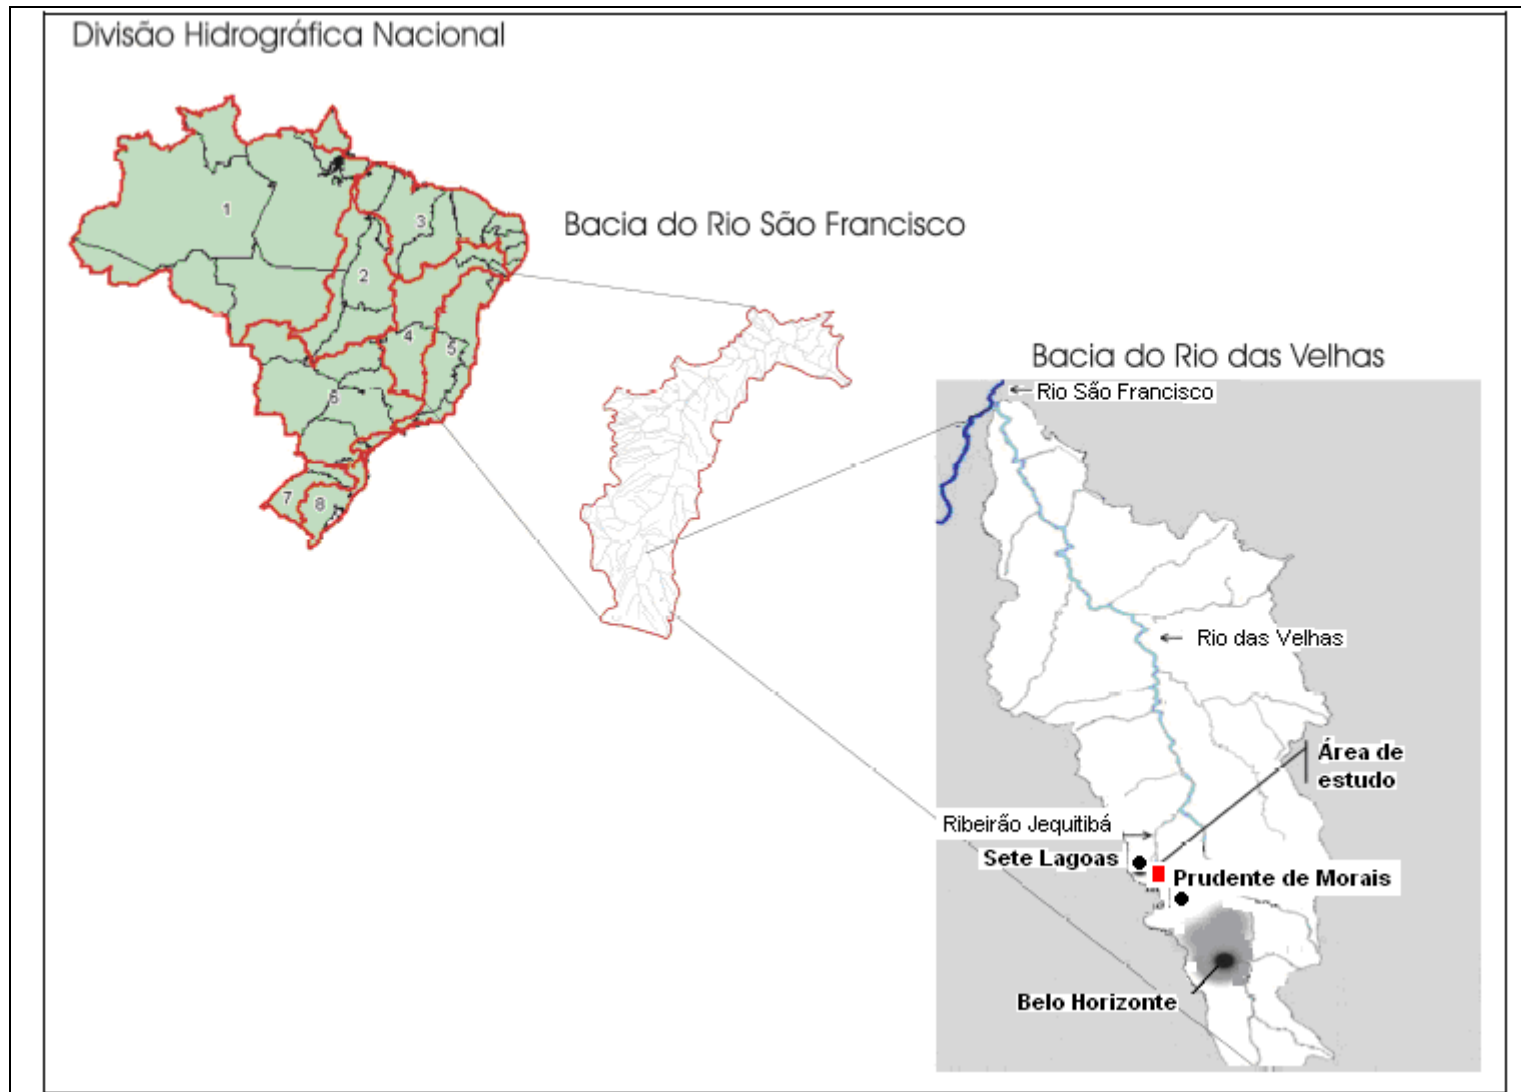 Divisão Hidrográfica Nacional
1
2
3
4
5
6
7
8
Bacia do Rio São Francisco
Bacia do Rio das Velhas
Rio São Francisco
Rio das Velhas
Área de
estudo
Ribeirão Jequitibá
Sete Lagoas
Prudente de Morais
Belo Horizonte